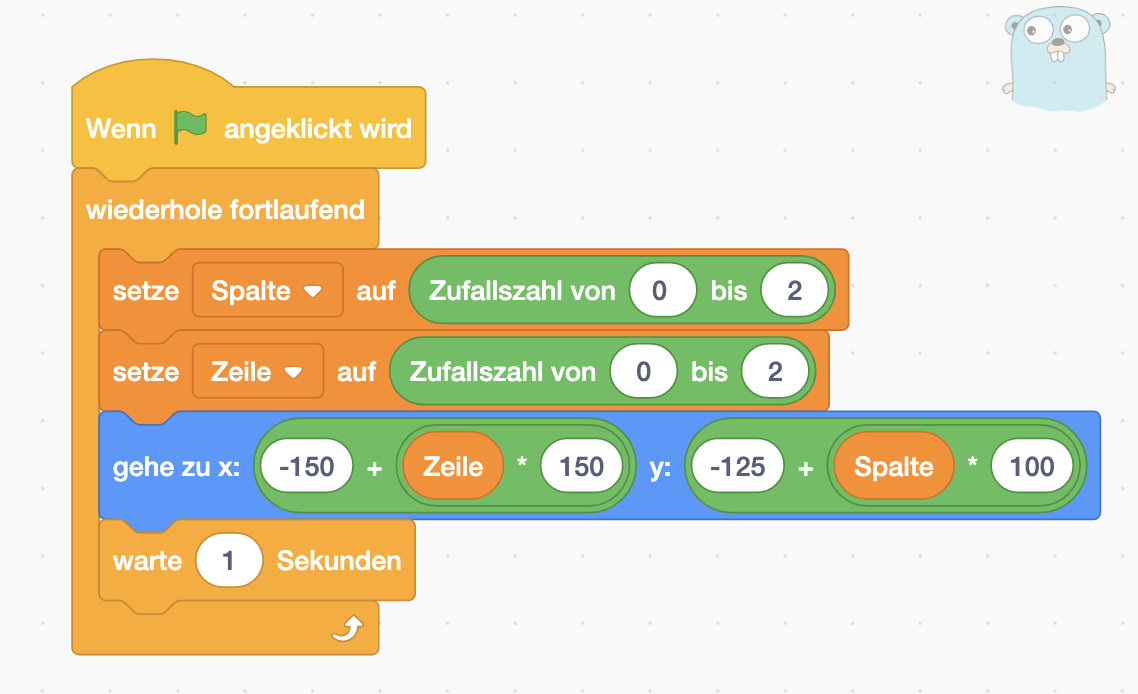 Wenn angeklickt wird
wiederhole fortlaufend
setze Spalte auf Zufallszahl von 0 bis 2
setze Zeile auf Zufallszahl von 0 bis 2
gehe zu x: -150 + Zeile * 150 y: -125 + Spalte * 100
warte 1 Sekunden